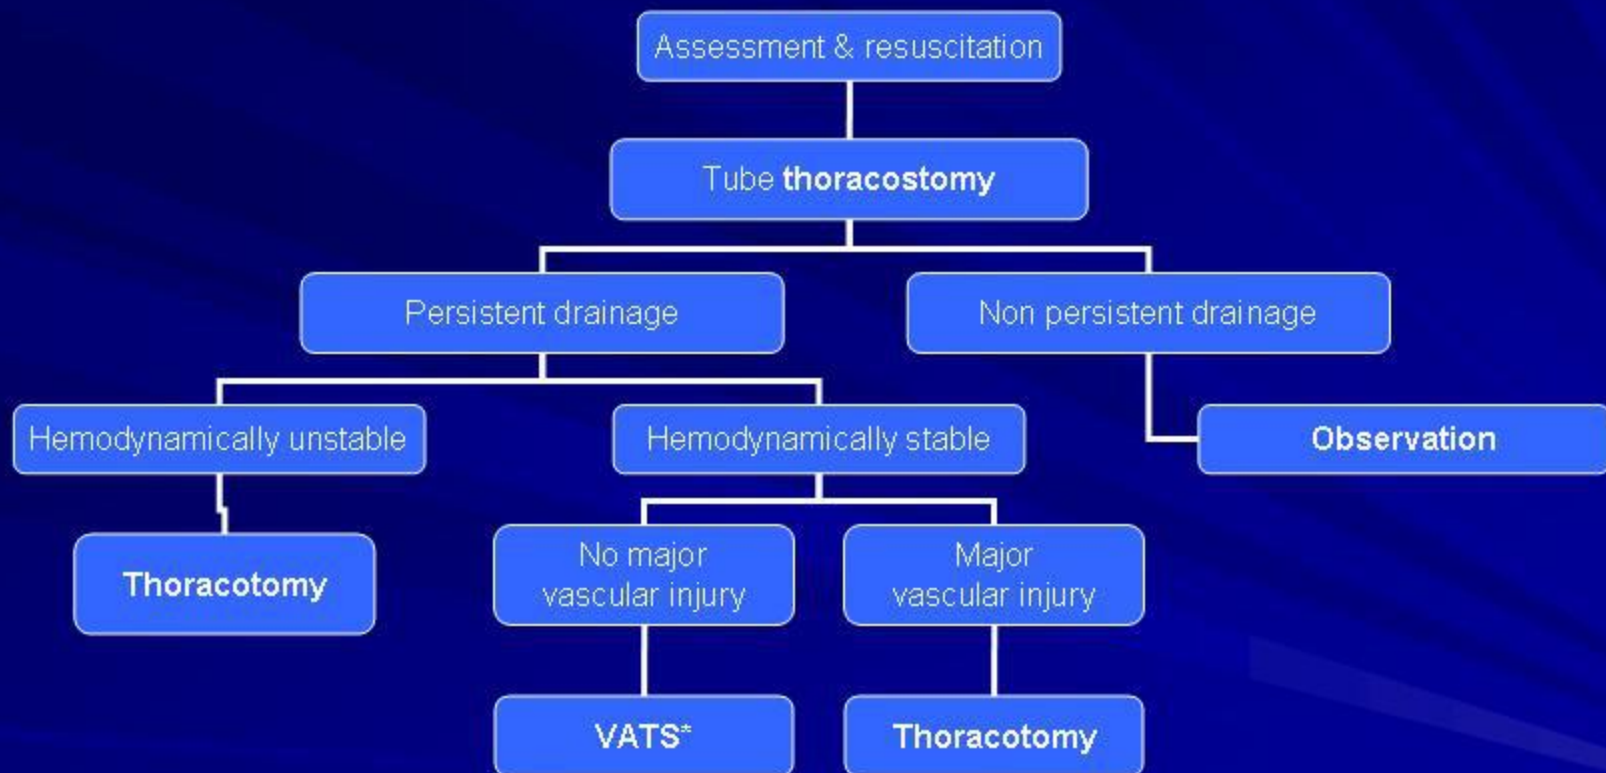 Assessment & resuscitation
Tube thoracostomy
Persistent drainage
Non persistent drainage
Hemodynamically unstable
Hemodynamically stable
Observation
Thoracotomy
No major
vascular injury
Major
vascular injury
VATS*
Thoracotomy